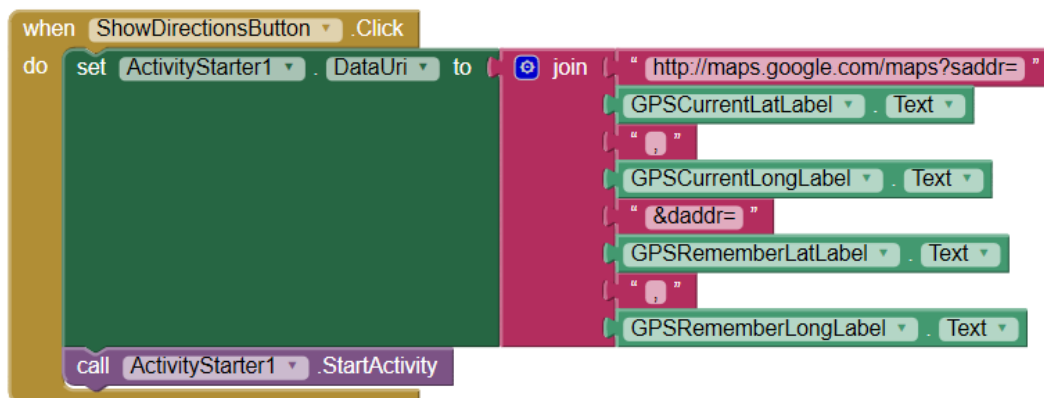 when ShowDirectionsButton .Click
do set ActivityStarter1 . DataUri to join " http://maps.google.com/maps?saddr= "
GPSCurrentLatLabel . Text
" , "
GPSCurrentLongLabel . Text
" &daddr= "
GPSRememberLatLabel . Text
" , "
GPSRememberLongLabel . Text
call ActivityStarter1 .StartActivity